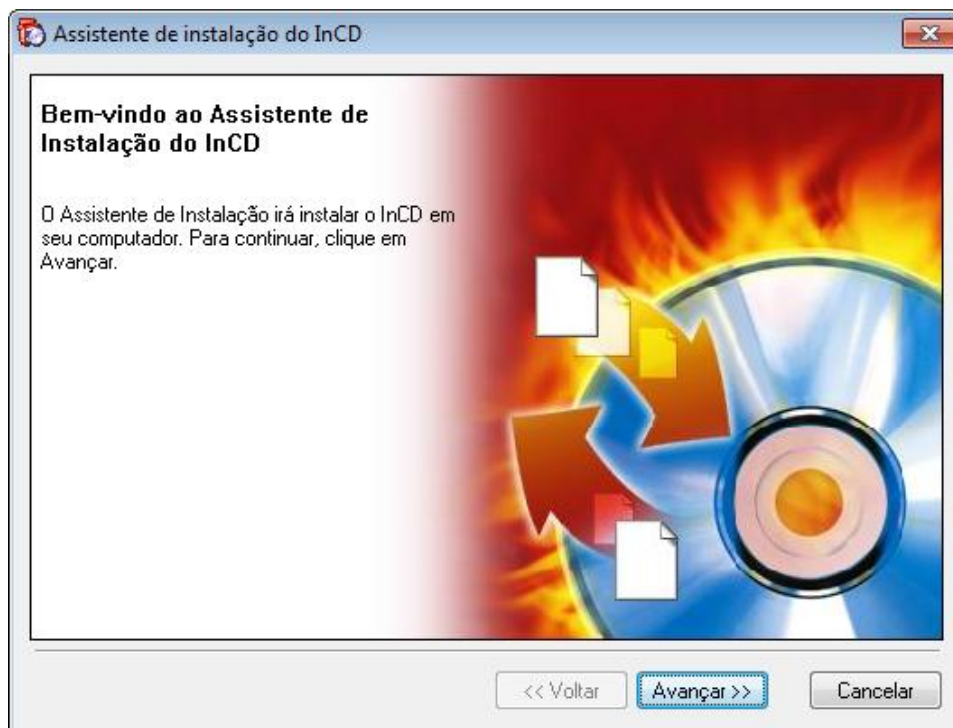 Assistente de instalação do InCD
Bem-vindo ao Assistente de
Instalação do InCD
O Assistente de Instalação irá instalar o InCD em
seu computador. Para continuar, clique em
Avançar.
<< Voltar
Avançar >>
Cancelar